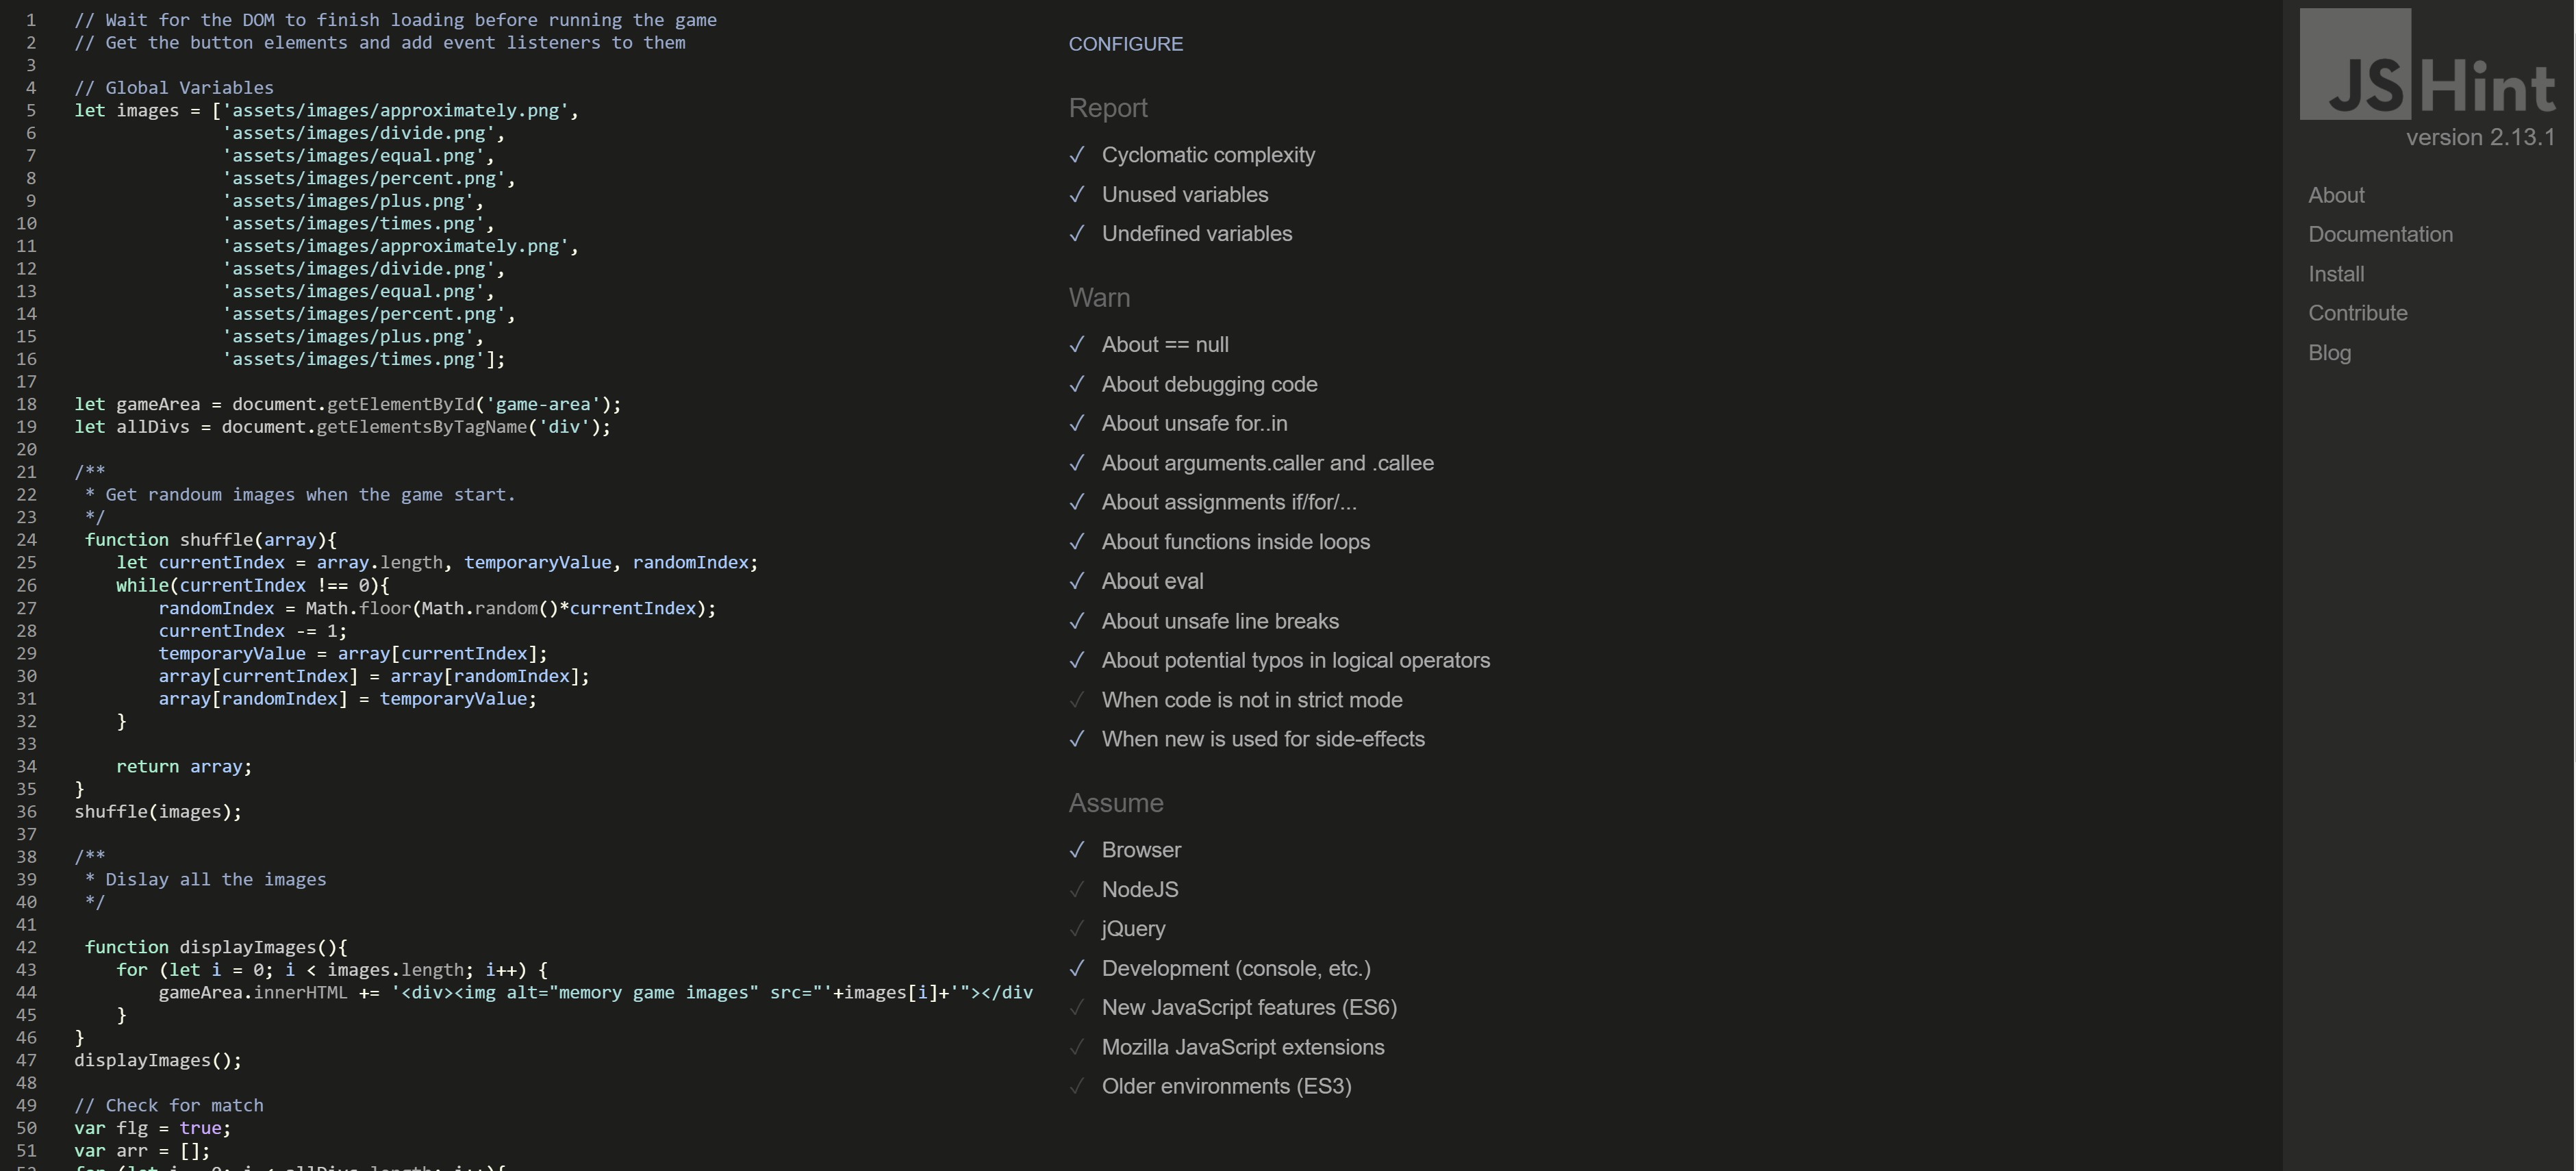 1 // Wait for the DOM to finish loading before running the game
2 // Get the button elements and add event listeners to them
3
4 // Global Variables
5 let images = ['assets/images/approximately.png',
6 'assets/images/divide.png',
7 'assets/images/equal.png',
8 'assets/images/percent.png',
9 'assets/images/plus.png',
10 'assets/images/times.png',
11 'assets/images/approximately.png',
12 'assets/images/divide.png',
13 'assets/images/equal.png',
14 'assets/images/percent.png',
15 'assets/images/plus.png',
16 'assets/images/times.png'];
17
18 let gameArea = document.getElementById('game-area');
19 let allDivs = document.getElementsByTagName('div');
20
21 /**
22 * Get randoum images when the game start.
23 */
24 function shuffle(array){
25 let currentIndex = array.length, temporaryValue, randomIndex;
26 while(currentIndex !== 0){
27 randomIndex = Math.floor(Math.random()*currentIndex);
28 currentIndex -= 1;
29 temporaryValue = array[currentIndex];
30 array[currentIndex] = array[randomIndex];
31 array[randomIndex] = temporaryValue;
32 }
33
34 return array;
35 }
36 shuffle(images);
37
38 /**
39 * Dislay all the images
40 */
41
42 function displayImages(){
43 for (let i = 0; i < images.length; i++) {
44 gameArea.innerHTML += '<div><img alt="memory game images" src="'+images[i]+'"></div
45 }
46 }
47 displayImages();
48
49 // Check for match
50 var flg = true;
51 var arr = [];
CONFIGURE
Report
✓ Cyclomatic complexity
✓ Unused variables
✓ Undefined variables
Warn
✓ About == null
✓ About debugging code
✓ About unsafe for..in
✓ About arguments.caller and .callee
✓ About assignments if/for/...
✓ About functions inside loops
✓ About eval
✓ About unsafe line breaks
✓ About potential typos in logical operators
✓ When code is not in strict mode
✓ When new is used for side-effects
Assume
✓ Browser
✓ NodeJS
✓ jQuery
✓ Development (console, etc.)
✓ New JavaScript features (ES6)
✓ Mozilla JavaScript extensions
✓ Older environments (ES3)
JSHint
version 2.13.1
About
Documentation
Install
Contribute
Blog